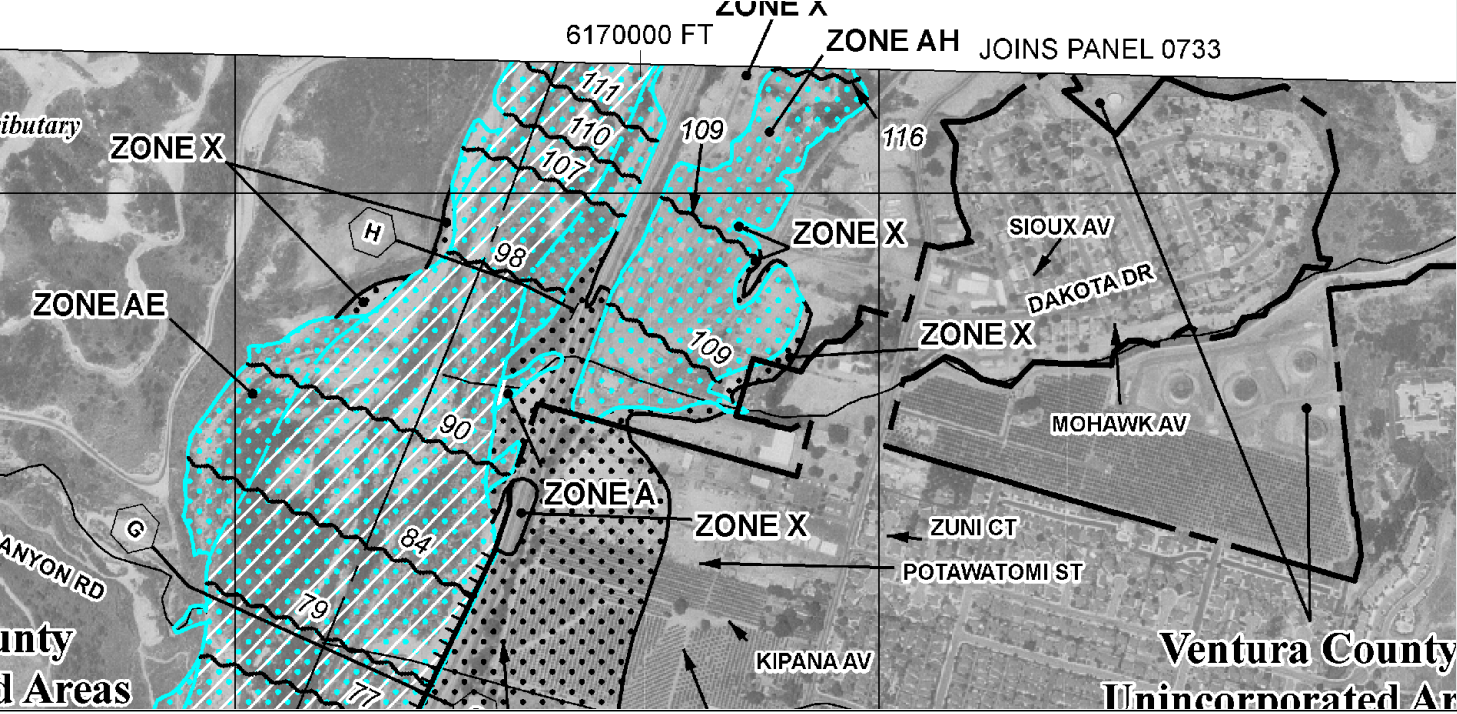 ZONE X
6170000 FT
ZONE AH
JOINS PANEL 0733
111
ibutary
110
109
116
ZONE X
107
H
98
ZONE X
SIOUX AV
DAKOTA DR
ZONE AE
109
ZONE X
90
MOHAWK AV
ZONE A
G
ZONE X
ZUNI CT
84
ANYON RD
POTAWATOMI ST
79
unty
d Areas
KIPANA AV
Ventura County
Unincorporated Ar
77